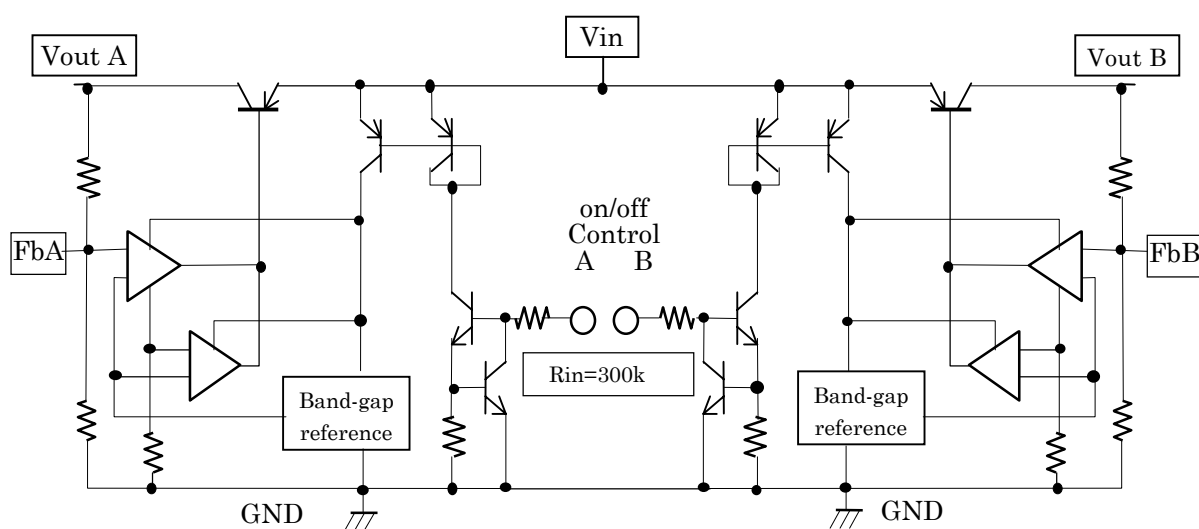 Vin
Vout A
Vout B
on/off
Control
A B
FbA
FbB
Rin=300k
Band-gap
reference
Band-gap
reference
GND
GND